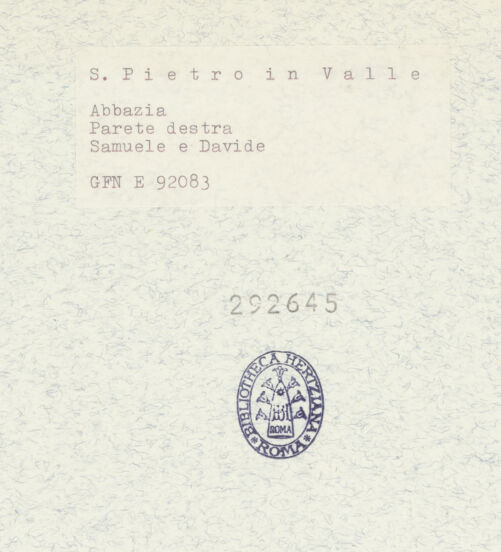 S. Pietro in Valle
Abbazia
Parete destra
Samuele e Davide
GFN E 92083
292645
BIBLIOTHECA HERTZIANA
ROMA
* ROMA *